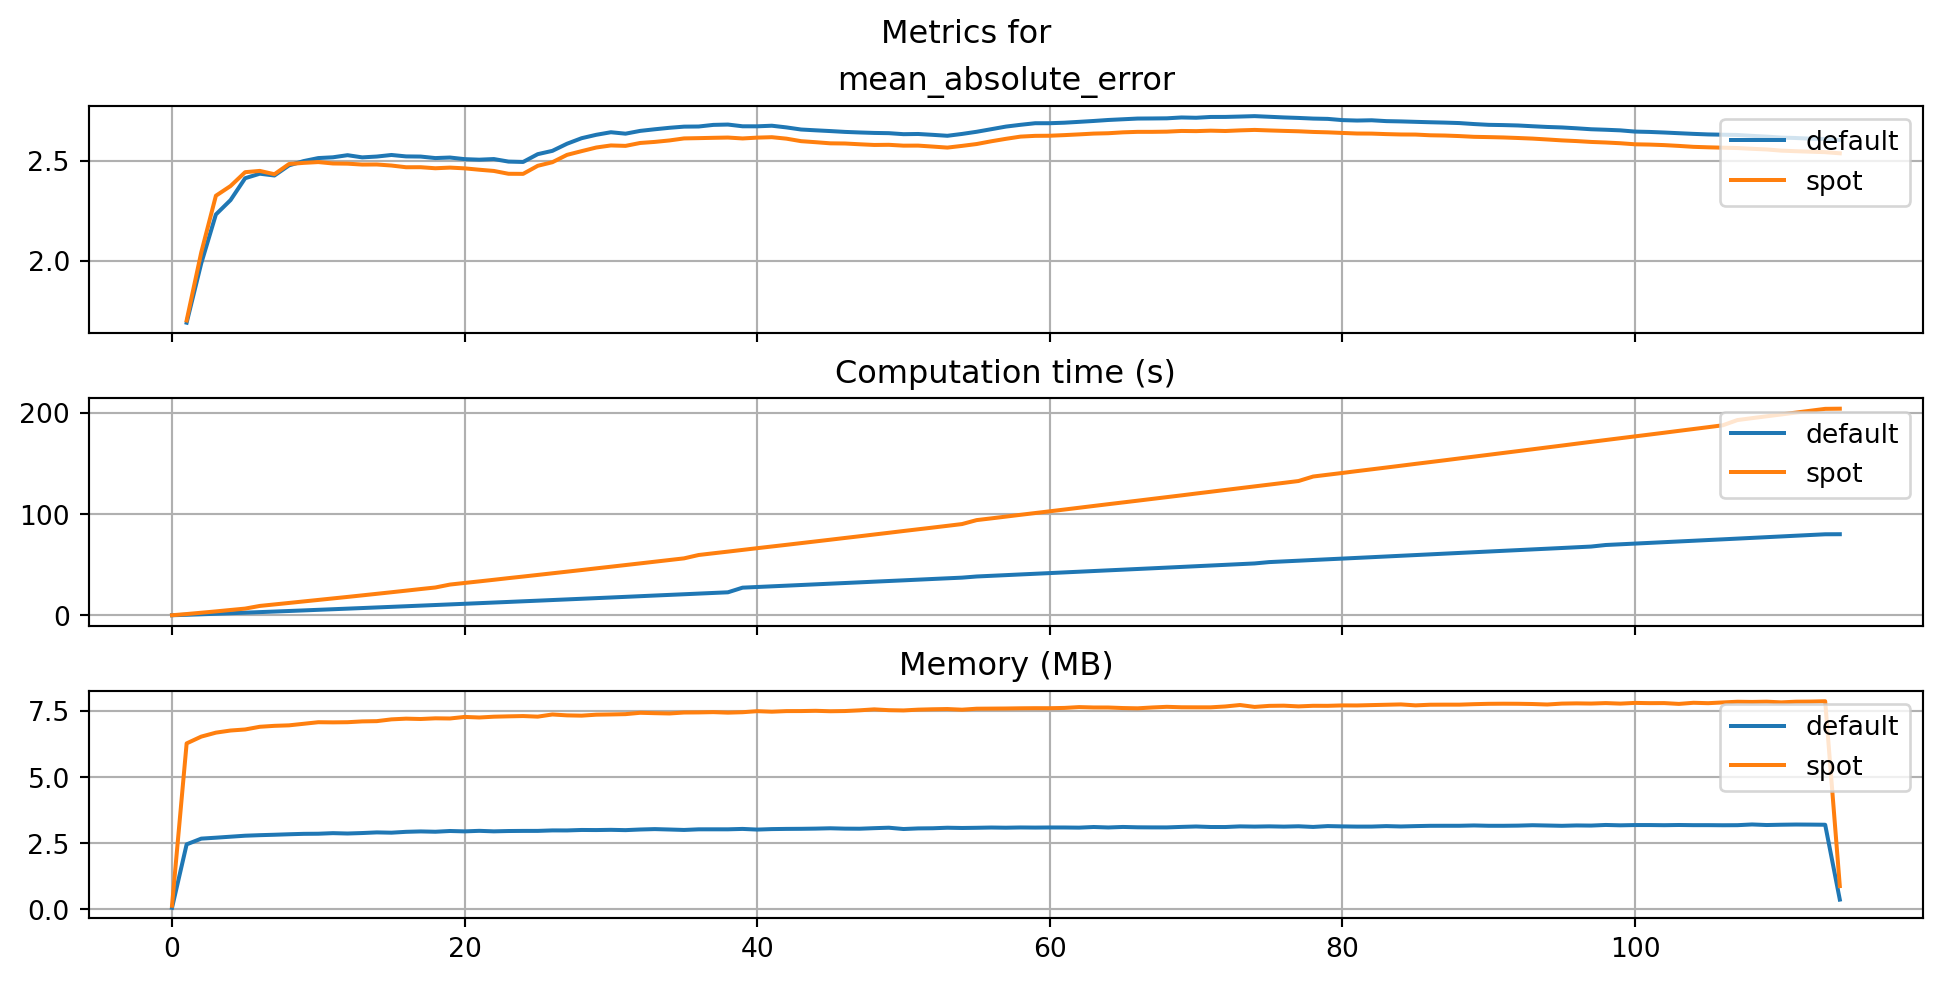 Metrics for
mean_absolute_error
2.5
2.0
default
spot
Computation time (s)
200
100
0
default
spot
Memory (MB)
7.5
5.0
2.5
0.0
default
spot
0 20 40 60 80 100